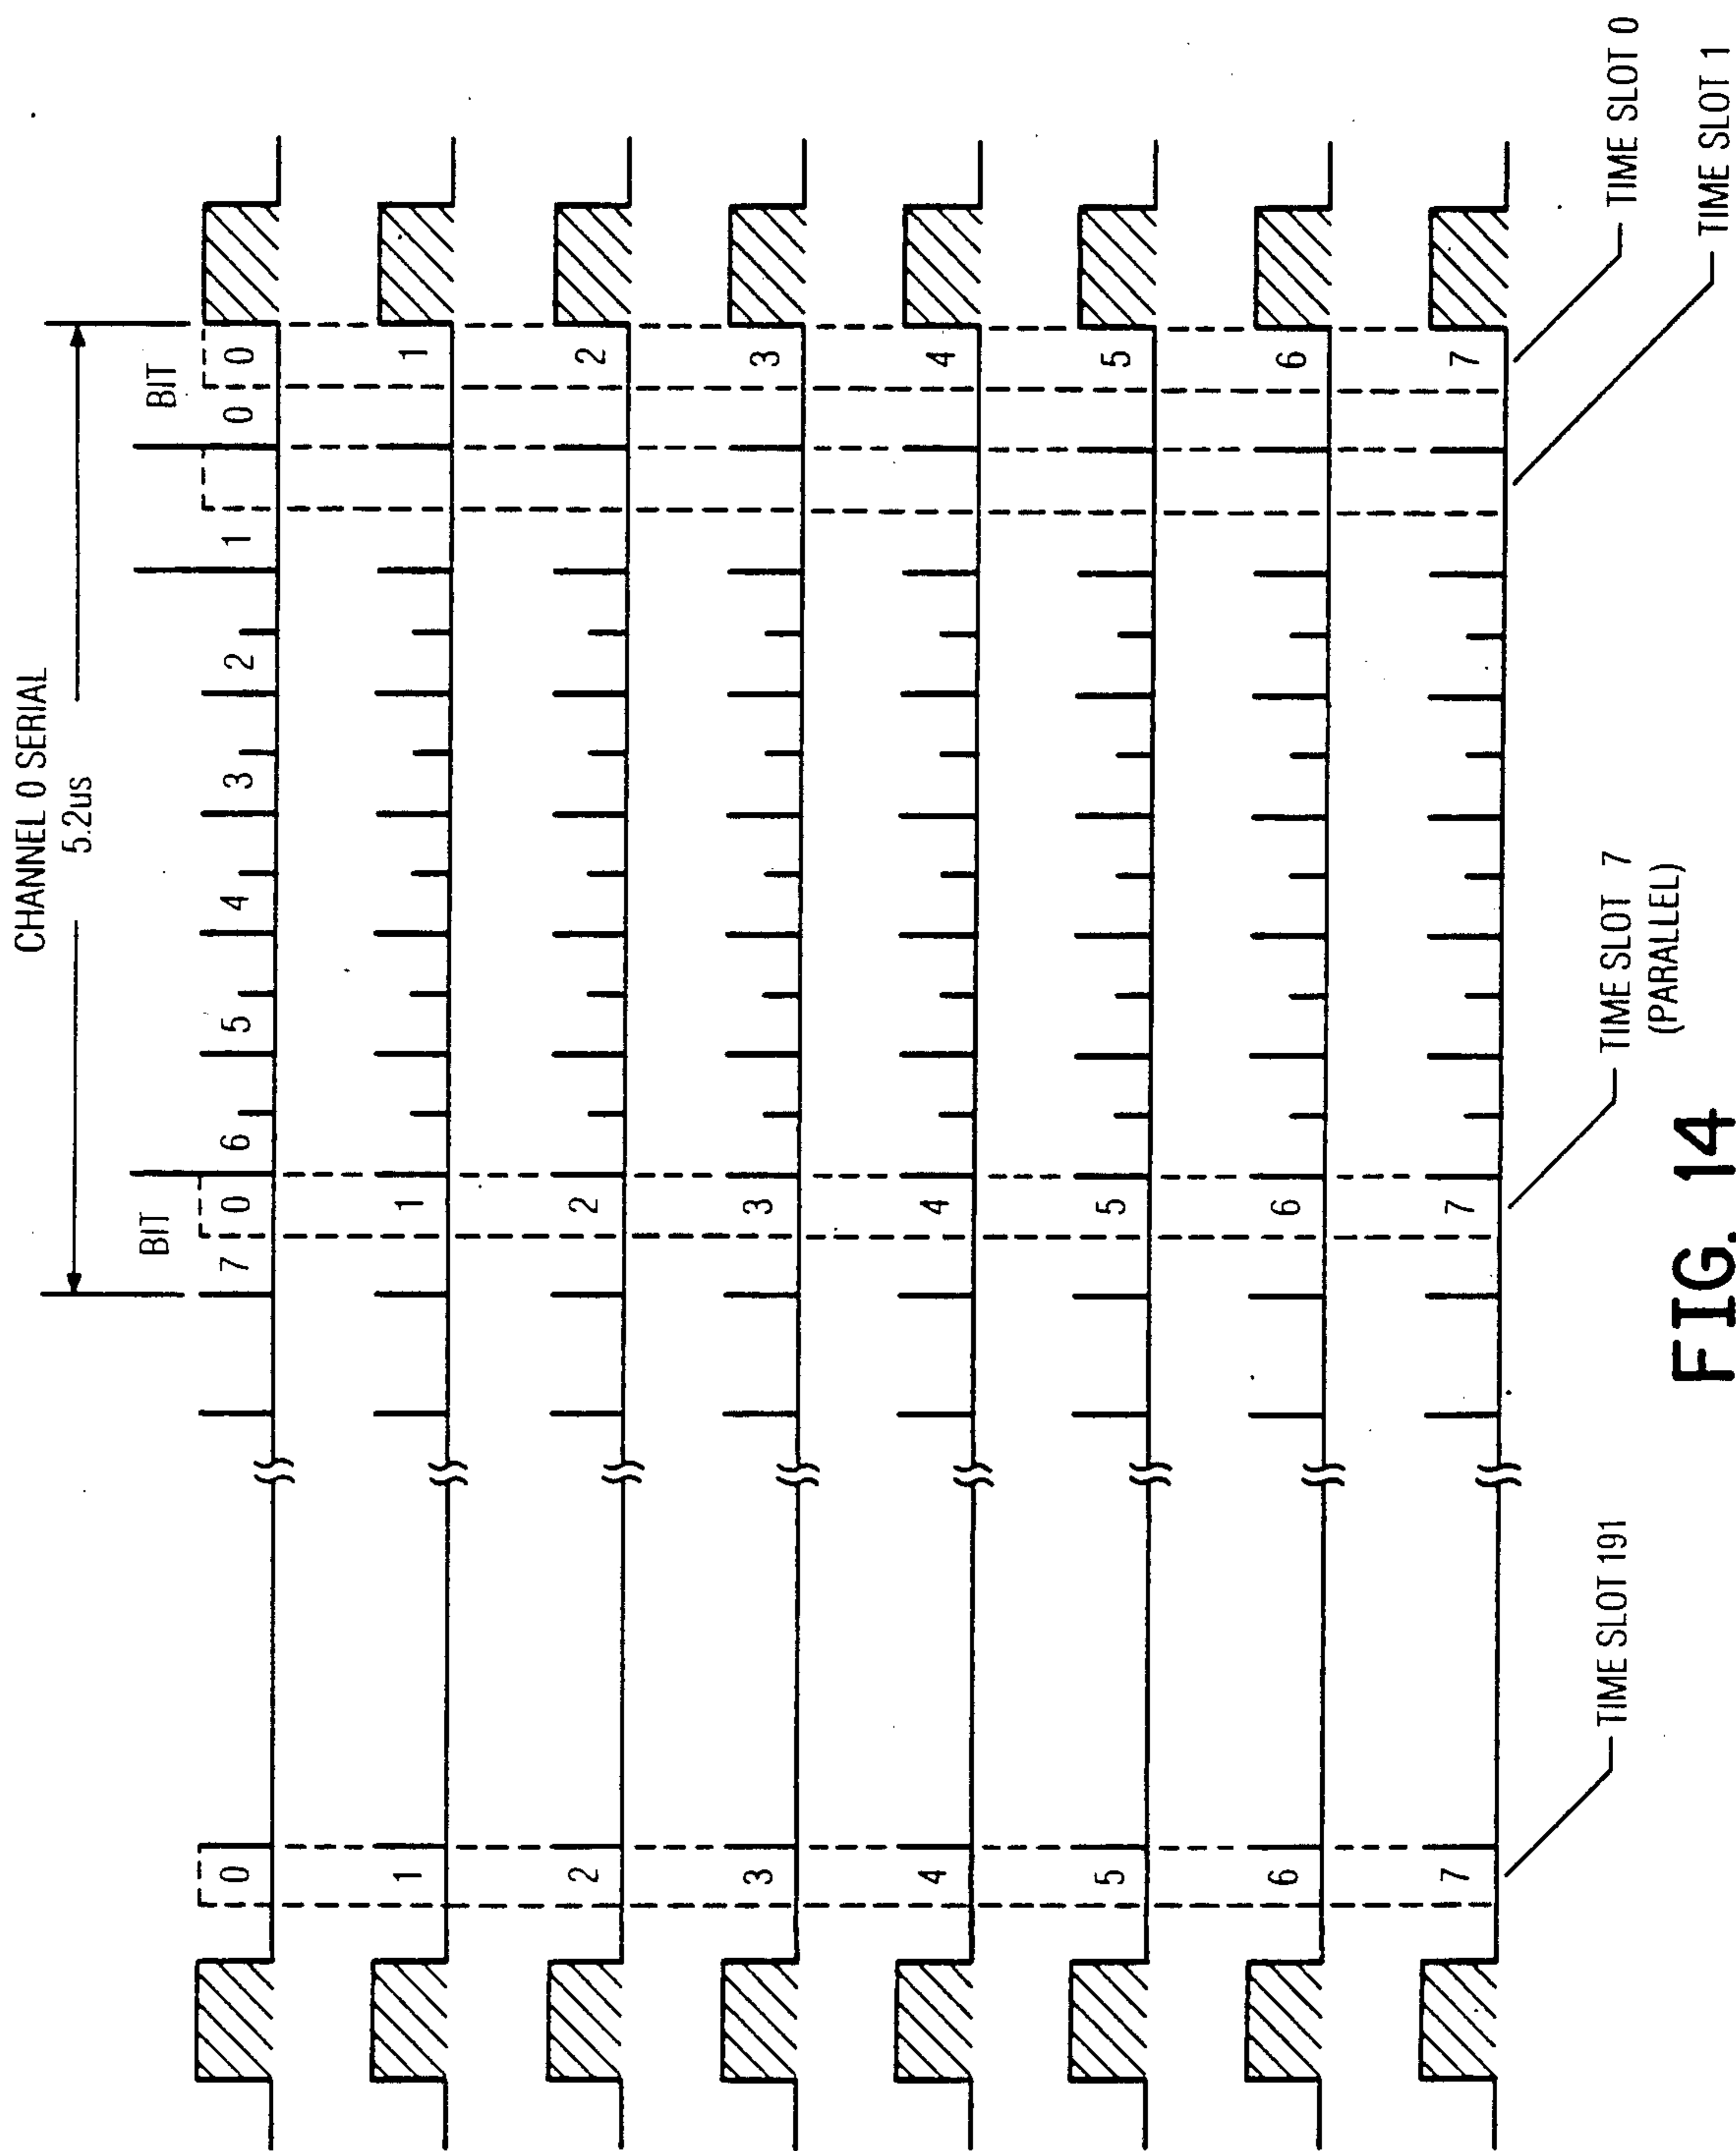 CHANNEL 0 SERIAL
5.2us
BIT BIT
0 7 0 6 5 4 3 2 1 0 0
1 1 1
2 2 2
3 3 3
4 4 4
5 5 5
6 6 6
7 7 7
TIME SLOT 191
TIME SLOT 7
(PARALLEL)
TIME SLOT 0
TIME SLOT 1
FIG. 14